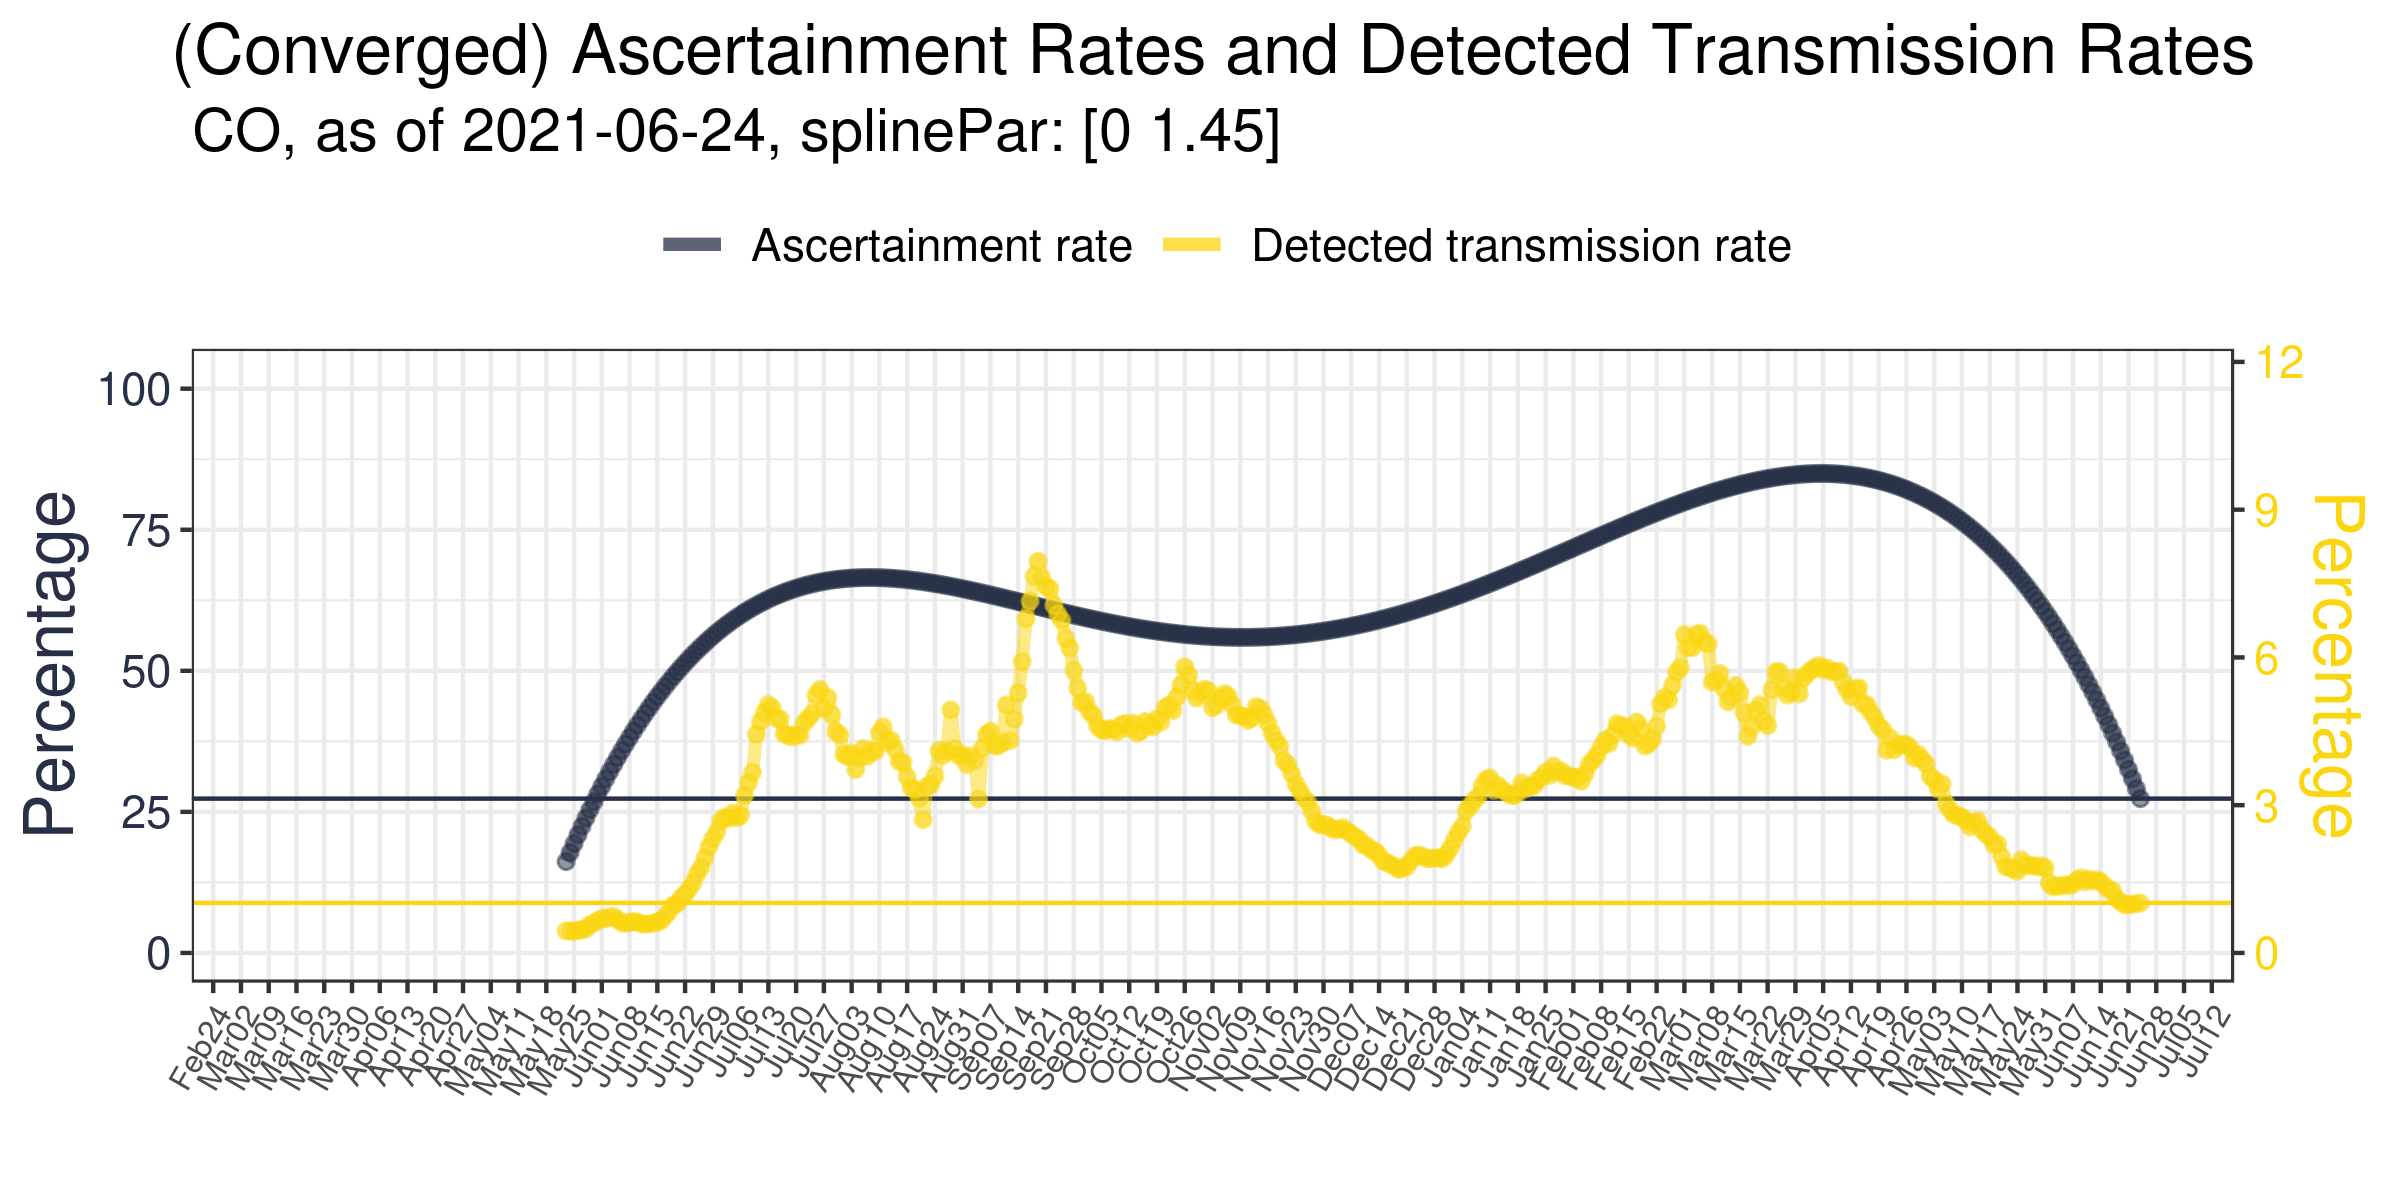 (Converged) Ascertainment Rates and Detected Transmission Rates
CO, as of 2021-06-24, splinePar: [0 1.45]
Ascertainment rate
Detected transmission rate
Percentage
100
75
50
25
0
12
9
6
3
0
Percentage
Feb24
Mar02
Mar09
Mar16
Mar23
Mar30
Apr06
Apr13
Apr20
Apr27
May04
May11
May18
May25
Jun01
Jun08
Jun15
Jun22
Jun29
Jul06
Jul13
Jul20
Jul27
Aug03
Aug10
Aug17
Aug24
Aug31
Sep07
Sep14
Sep21
Sep28
Oct05
Oct12
Oct19
Oct26
Nov02
Nov09
Nov16
Nov23
Nov30
Dec07
Dec14
Dec21
Dec28
Jan04
Jan11
Jan18
Jan25
Feb01
Feb08
Feb15
Feb22
Mar01
Mar08
Mar15
Mar22
Mar29
Apr05
Apr12
Apr19
Apr26
May03
May10
May17
May24
May31
Jun07
Jun14
Jun21
Jun28
Jul05
Jul12